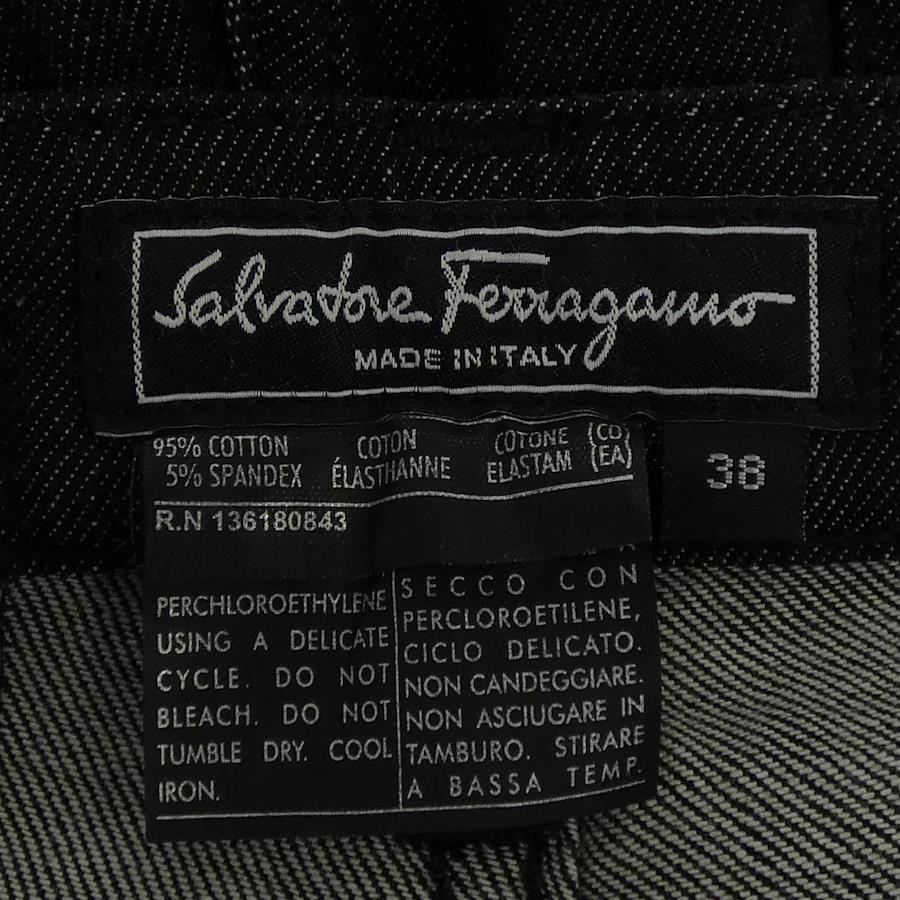 Salvatore Ferragamo
MADE IN ITALY
95% COTTON COTON COTONE (CO)
5% SPANDEX ÉLASTHANNE ELASTAM (EA)
38
R.N 136180843
PERCHLOROETHYLENE
USING A DELICATE
CYCLE. DO NOT
BLEACH. DO NOT
TUMBLE DRY. COOL
IRON.
SECCO CON
PERCLOROETILENE,
CICLO DELICATO.
NON CANDEGGIARE.
NON ASCIUGARE IN
TAMBURO. STIRARE
A BASSA TEMP.